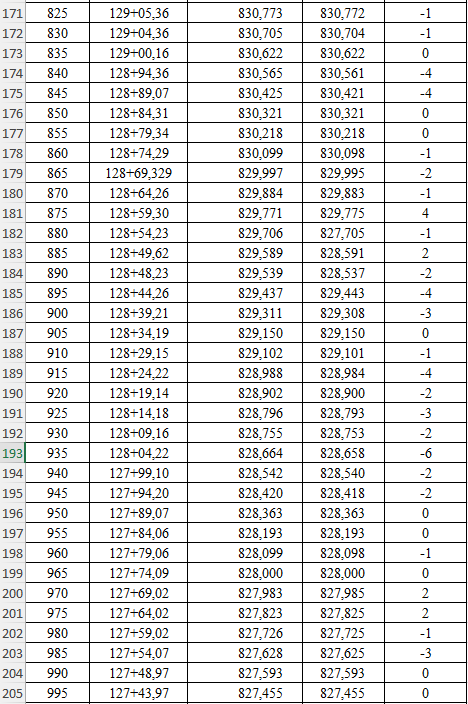 171 825 129+05,36 830,773 830,772 -1
172 830 129+04,36 830,705 830,704 -1
173 835 129+00,16 830,622 830,622 0
174 840 128+94,36 830,565 830,561 -4
175 845 128+89,07 830,425 830,421 -4
176 850 128+84,31 830,321 830,321 0
177 855 128+79,34 830,218 830,218 0
178 860 128+74,29 830,099 830,098 -1
179 865 128+69,329 829,997 829,995 -2
180 870 128+64,26 829,884 829,883 -1
181 875 128+59,30 829,771 829,775 4
182 880 128+54,23 829,706 827,705 -1
183 885 128+49,62 829,589 828,591 2
184 890 128+48,23 829,539 828,537 -2
185 895 128+44,26 829,437 829,443 -4
186 900 128+39,21 829,311 829,308 -3
187 905 128+34,19 829,150 829,150 0
188 910 128+29,15 829,102 829,101 -1
189 915 128+24,22 828,988 828,984 -4
190 920 128+19,14 828,902 828,900 -2
191 925 128+14,18 828,796 828,793 -3
192 930 128+09,16 828,755 828,753 -2
193 935 128+04,22 828,664 828,658 -6
194 940 127+99,10 828,542 828,540 -2
195 945 127+94,20 828,420 828,418 -2
196 950 127+89,07 828,363 828,363 0
197 955 127+84,06 828,193 828,193 0
198 960 127+79,06 828,099 828,098 -1
199 965 127+74,09 828,000 828,000 0
200 970 127+69,02 827,983 827,985 2
201 975 127+64,02 827,823 827,825 2
202 980 127+59,02 827,726 827,725 -1
203 985 127+54,07 827,628 827,625 -3
204 990 127+48,97 827,593 827,593 0
205 995 127+43,97 827,455 827,455 0